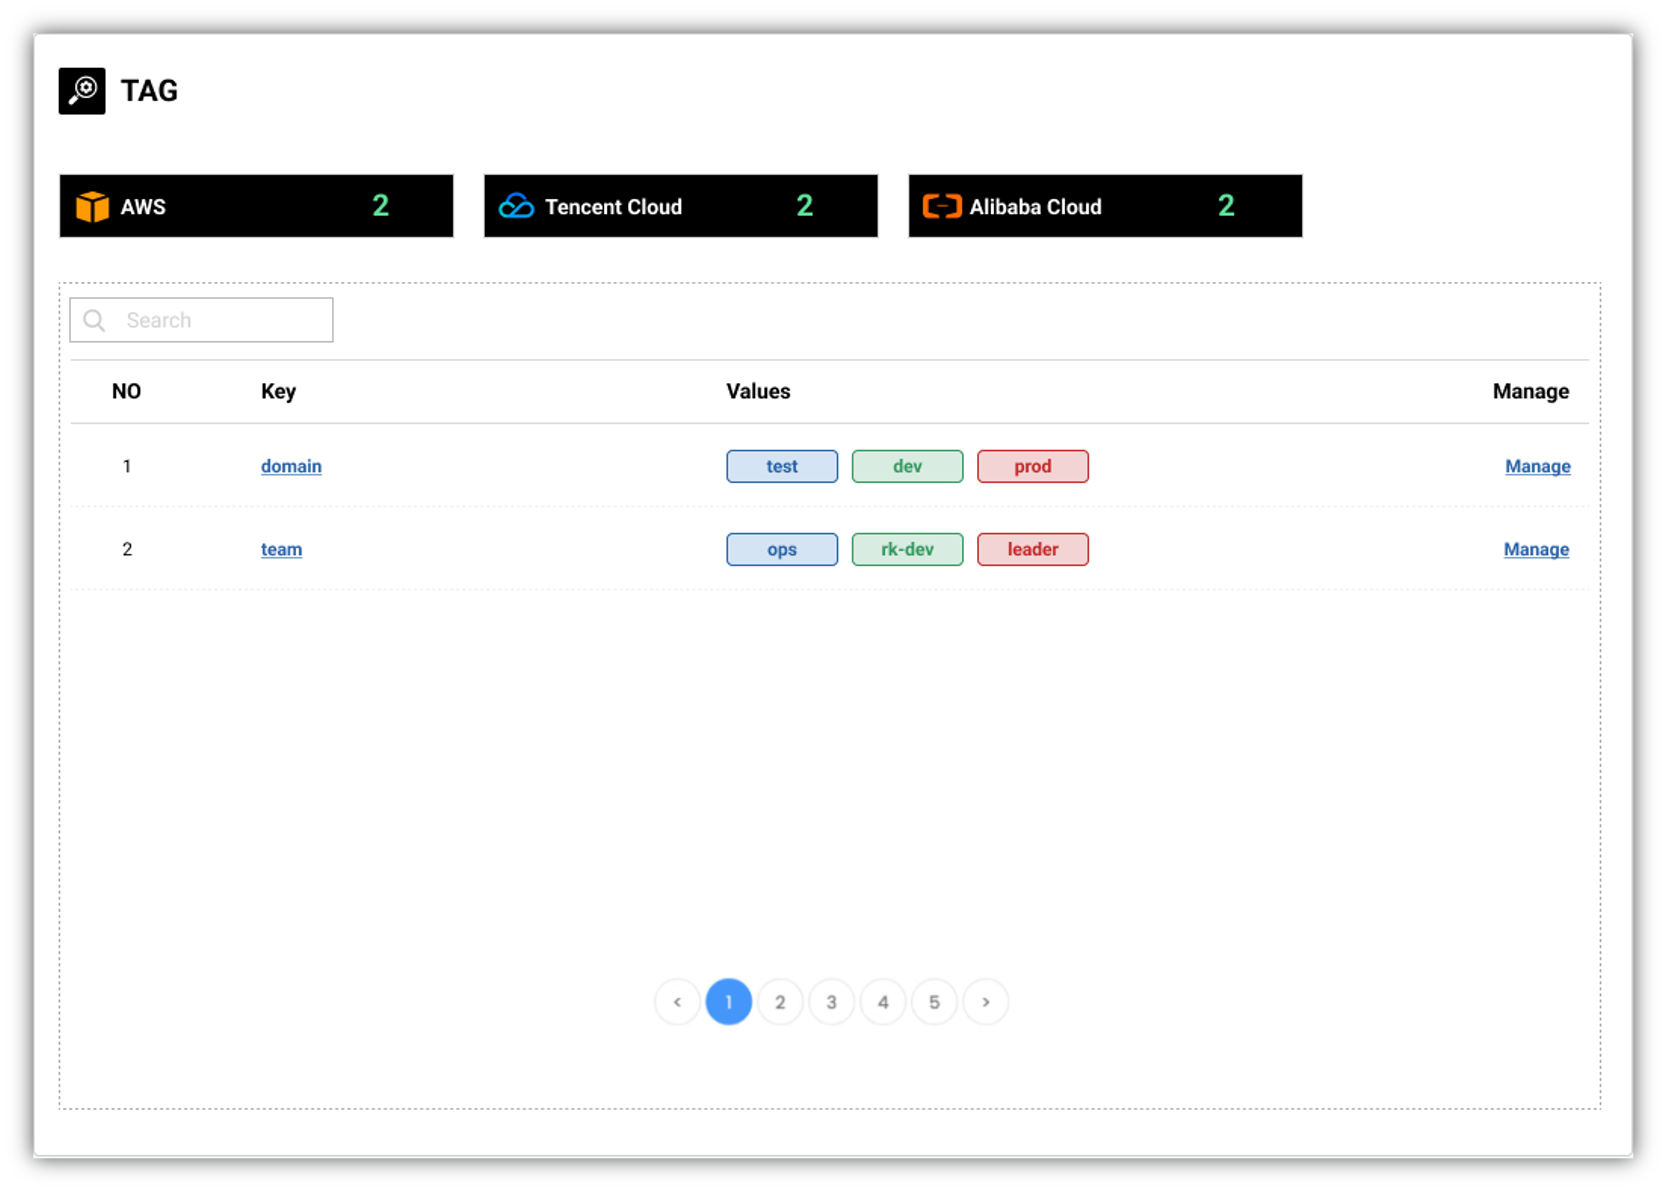 TAG
AWS 2 Tencent Cloud 2 Alibaba Cloud 2
Search
NO Key Values Manage
1 domain test dev prod Manage
2 team ops rk-dev leader Manage
< 1 2 3 4 5 >